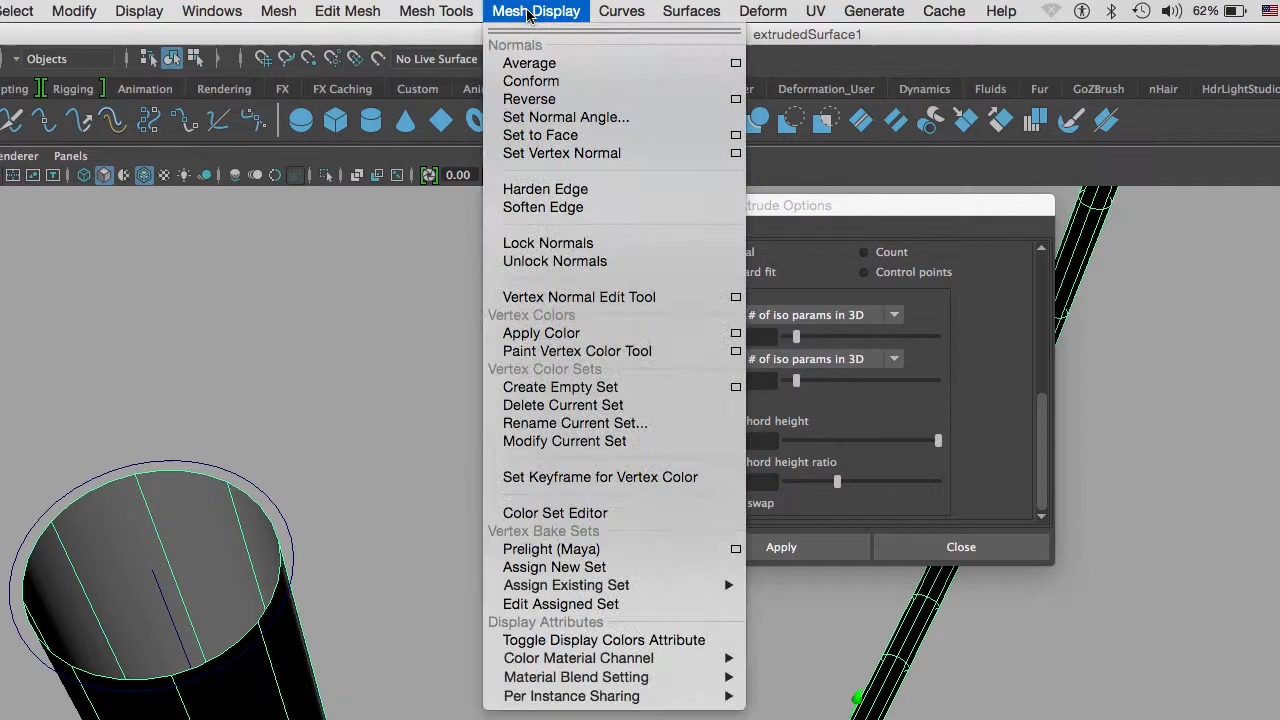 Select Modify Display Windows Mesh Edit Mesh Mesh Tools Mesh Display Curves Surfaces Deform UV Generate Cache Help 62%
extrudedSurface1
Objects No Live Surface
Rigging Animation Rendering FX FX Caching Custom Deformation_User Dynamics Fluids Fur GoZBrush nHair HdrLightStudio
Panels
0.00
Normals
Average
Conform
Reverse
Set Normal Angle...
Set to Face
Set Vertex Normal
Harden Edge
Soften Edge
Lock Normals
Unlock Normals
Vertex Normal Edit Tool
Vertex Colors
Apply Color
Paint Vertex Color Tool
Vertex Color Sets
Create Empty Set
Delete Current Set
Rename Current Set...
Modify Current Set
Set Keyframe for Vertex Color
Color Set Editor
Vertex Bake Sets
Prelight (Maya)
Assign New Set
Assign Existing Set
Edit Assigned Set
Display Attributes
Toggle Display Colors Attribute
Color Material Channel
Material Blend Setting
Per Instance Sharing
trude Options
Count
Control points
# of iso params in 3D
# of iso params in 3D
hord height
hord height ratio
swap
Apply Close